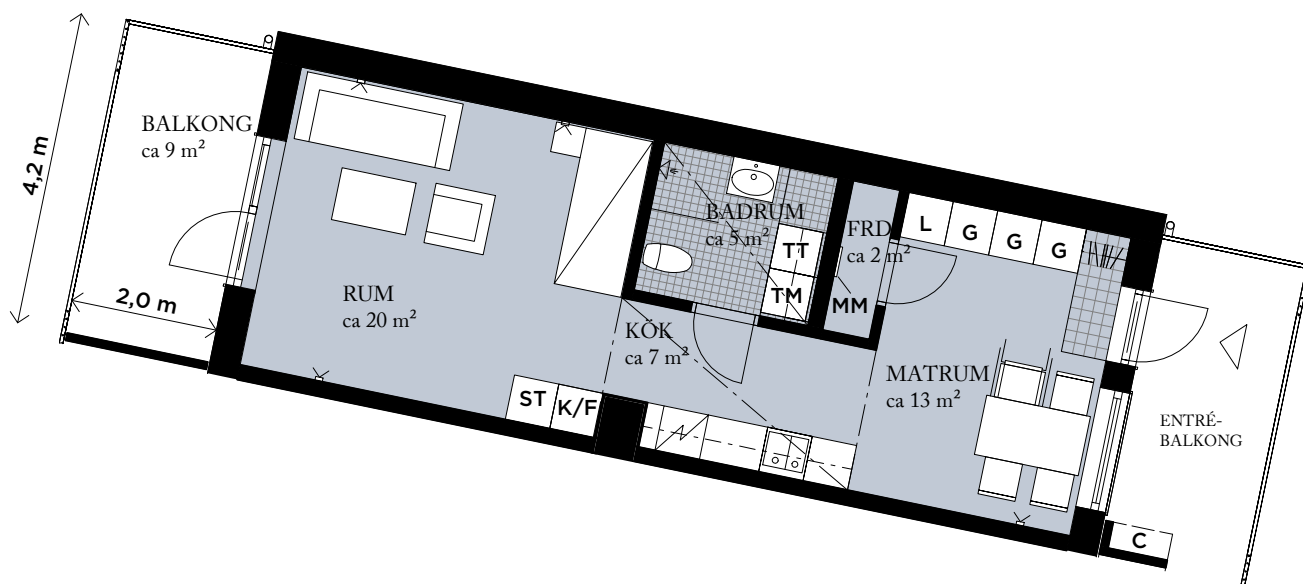 4,2 m
BALKONG
ca 9 m²
2,0 m
RUM
ca 20 m²
ST
K/F
BADRUM
ca 5 m²
TT
TM
KÖK
ca 7 m²
FRD
ca 2 m²
MM
L
G
G
G
MATRUM
ca 13 m²
ENTRÉ-
BALKONG
C